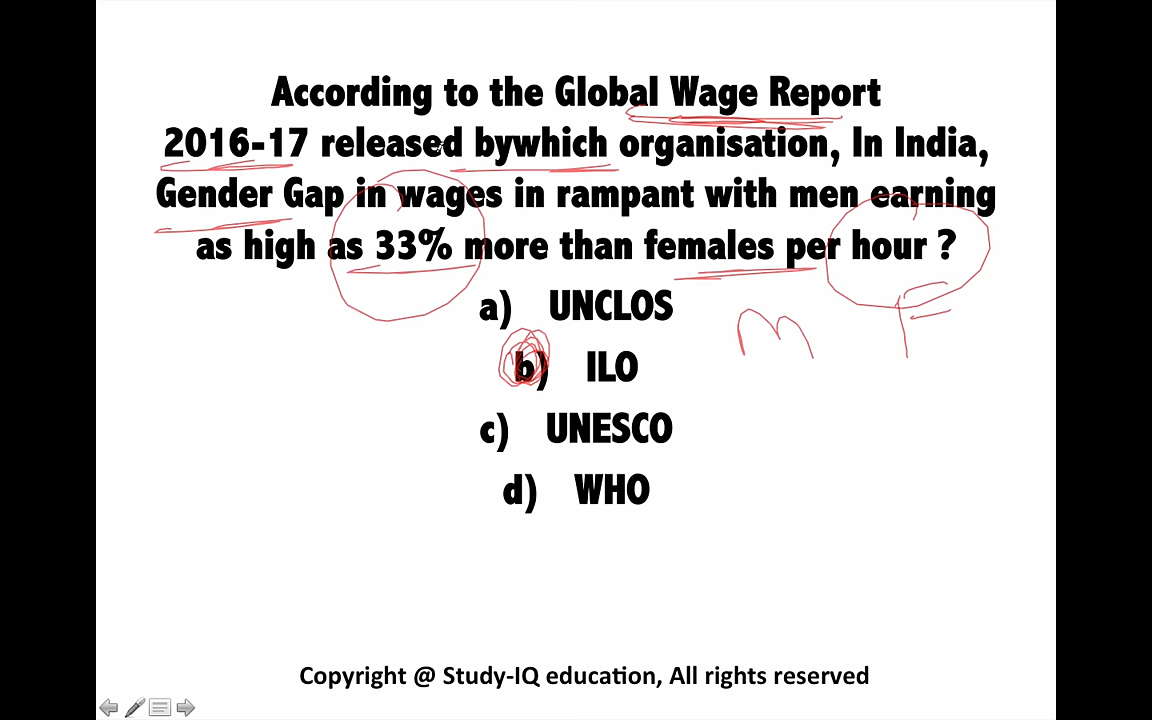 According to the Global Wage Report
2016-17 released bywhich organisation, In India,
Gender Gap in wages in rampant with men earning
as high as 33% more than females per hour ?
a) UNCLOS
M F
b) ILO
c) UNESCO
d) WHO
Copyright @ Study-IQ education, All rights reserved